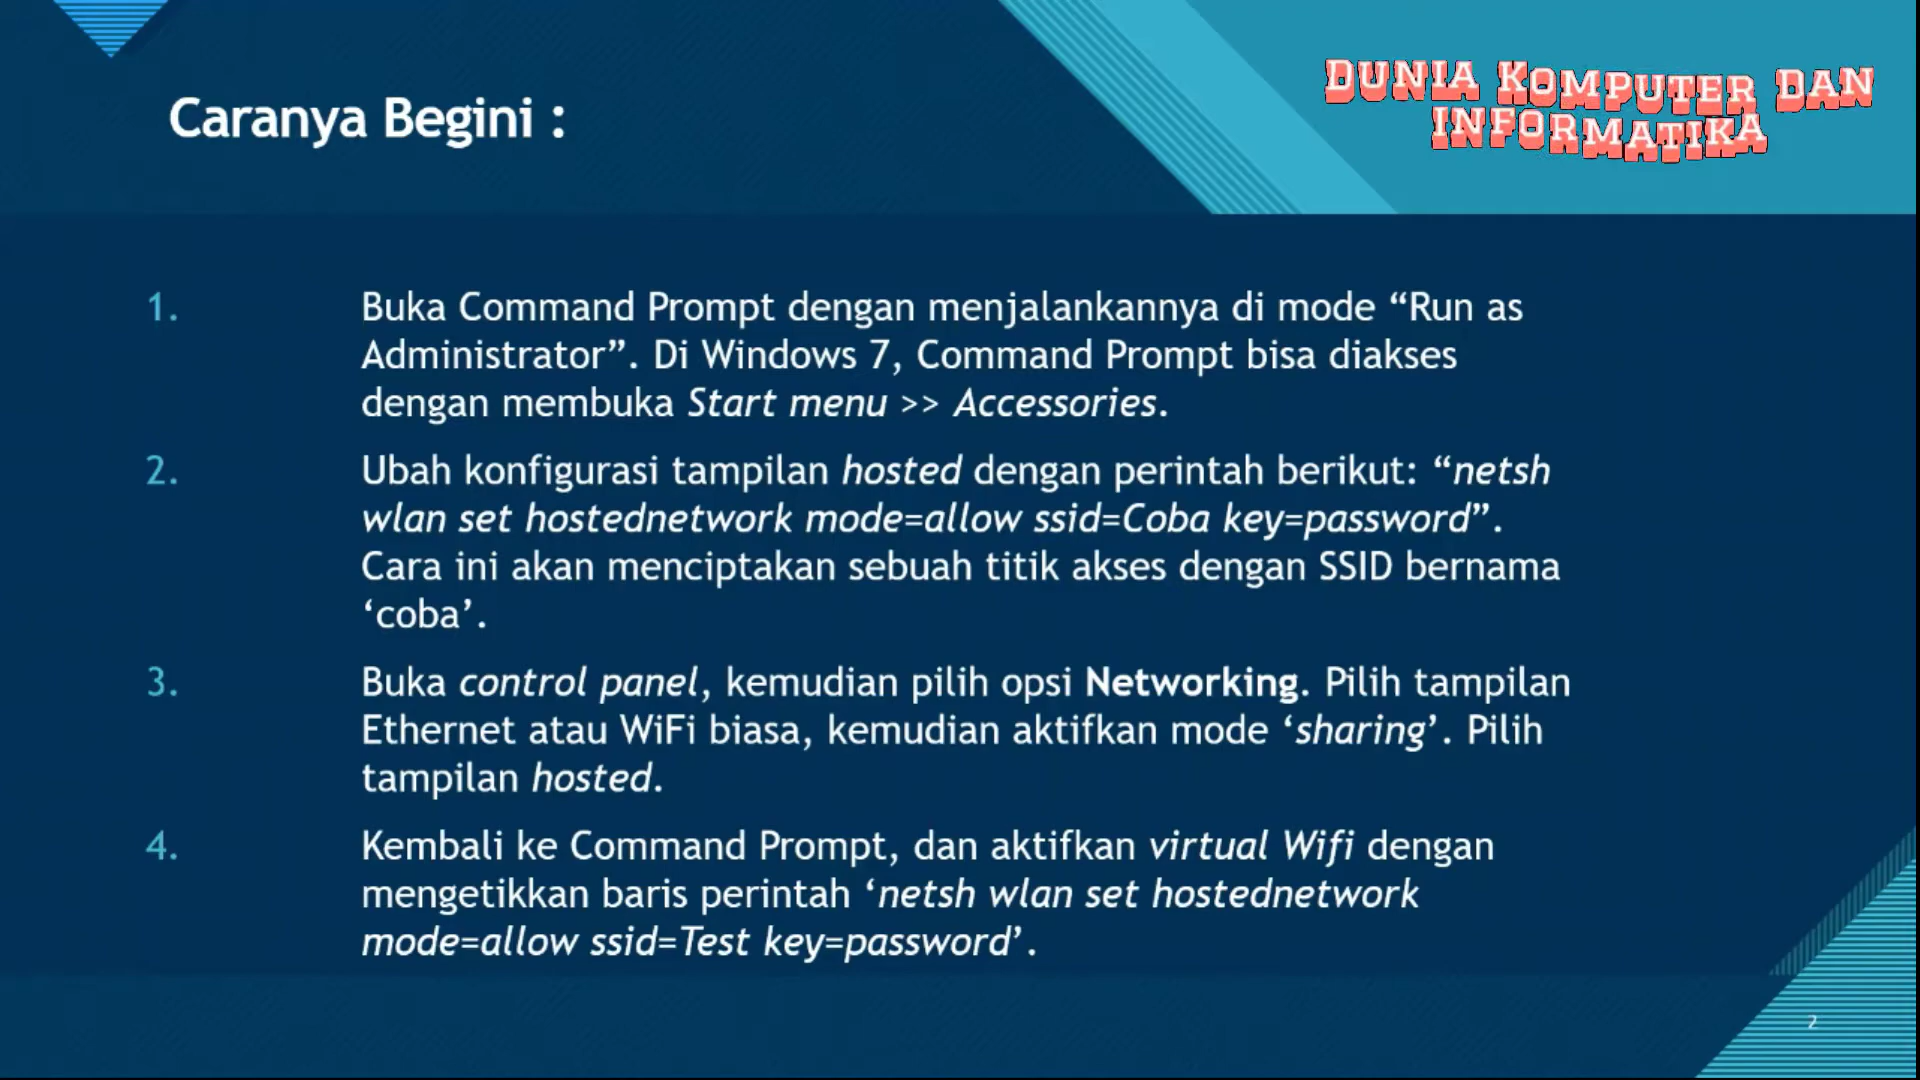 Caranya Begini :
DUNIA KOMPUTER DAN
INFORMATIKA
1. Buka Command Prompt dengan menjalankannya di mode “Run as
Administrator”. Di Windows 7, Command Prompt bisa diakses
dengan membuka Start menu >> Accessories.
2. Ubah konfigurasi tampilan hosted dengan perintah berikut: “netsh
wlan set hostednetwork mode=allow ssid=Coba key=password”.
Cara ini akan menciptakan sebuah titik akses dengan SSID bernama
‘coba’.
3. Buka control panel, kemudian pilih opsi Networking. Pilih tampilan
Ethernet atau WiFi biasa, kemudian aktifkan mode ‘sharing’. Pilih
tampilan hosted.
4. Kembali ke Command Prompt, dan aktifkan virtual Wifi dengan
mengetikkan baris perintah ‘netsh wlan set hostednetwork
mode=allow ssid=Test key=password’.
2